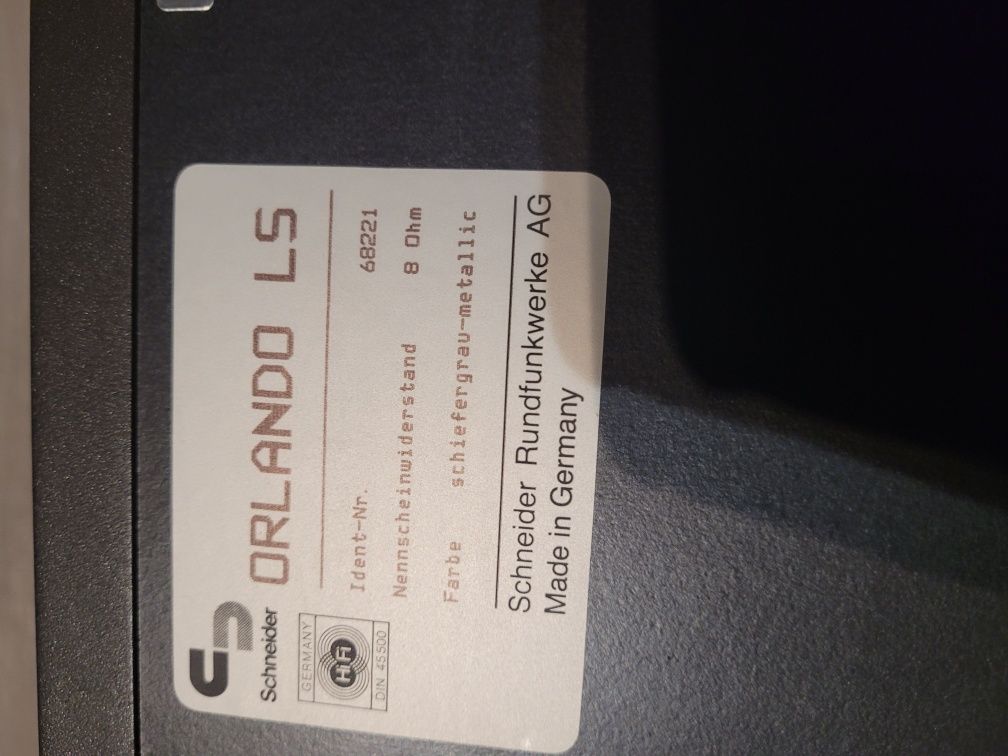 Schneider
ORLANDO LS
GERMANY
HiFi
DIN 45500
Ident-Nr. 68221
Nennscheinwiderstand 8 Ohm
Farbe schiefergrau-metallic
Schneider Rundfunkwerke AG
Made in Germany